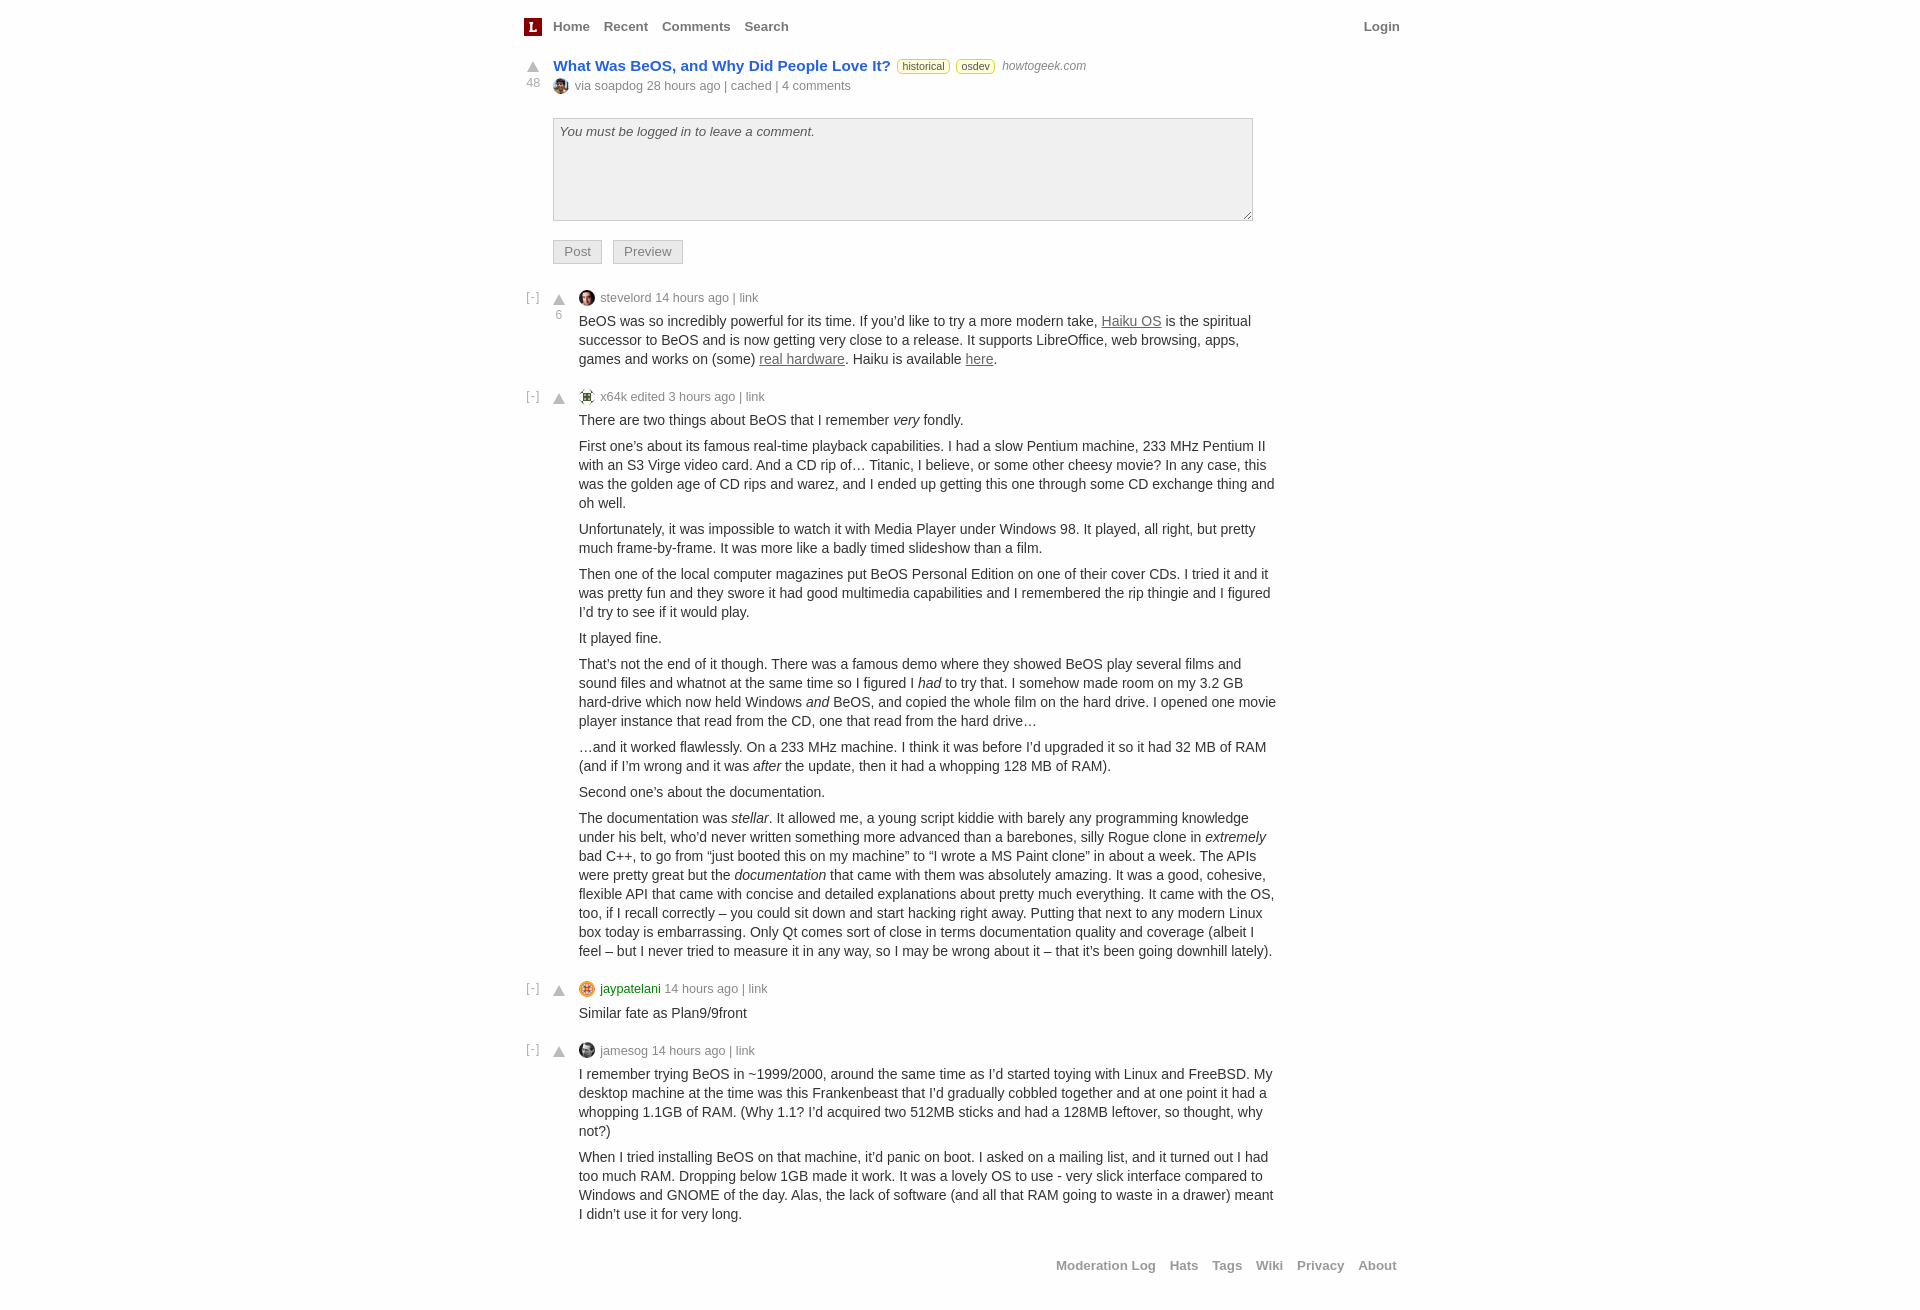 L Home Recent Comments Search Login
What Was BeOS, and Why Did People Love It? historical osdev howtogeek.com
48
via soapdog 28 hours ago | cached | 4 comments
You must be logged in to leave a comment.
Post Preview
[-] stevelord 14 hours ago | link
6
BeOS was so incredibly powerful for its time. If you’d like to try a more modern take, Haiku OS is the spiritual
successor to BeOS and is now getting very close to a release. It supports LibreOffice, web browsing, apps,
games and works on (some) real hardware. Haiku is available here.
[-] x64k edited 3 hours ago | link
There are two things about BeOS that I remember very fondly.
First one’s about its famous real-time playback capabilities. I had a slow Pentium machine, 233 MHz Pentium II
with an S3 Virge video card. And a CD rip of… Titanic, I believe, or some other cheesy movie? In any case, this
was the golden age of CD rips and warez, and I ended up getting this one through some CD exchange thing and
oh well.
Unfortunately, it was impossible to watch it with Media Player under Windows 98. It played, all right, but pretty
much frame-by-frame. It was more like a badly timed slideshow than a film.
Then one of the local computer magazines put BeOS Personal Edition on one of their cover CDs. I tried it and it
was pretty fun and they swore it had good multimedia capabilities and I remembered the rip thingie and I figured
I’d try to see if it would play.
It played fine.
That’s not the end of it though. There was a famous demo where they showed BeOS play several films and
sound files and whatnot at the same time so I figured I had to try that. I somehow made room on my 3.2 GB
hard-drive which now held Windows and BeOS, and copied the whole film on the hard drive. I opened one movie
player instance that read from the CD, one that read from the hard drive…
…and it worked flawlessly. On a 233 MHz machine. I think it was before I’d upgraded it so it had 32 MB of RAM
(and if I’m wrong and it was after the update, then it had a whopping 128 MB of RAM).
Second one’s about the documentation.
The documentation was stellar. It allowed me, a young script kiddie with barely any programming knowledge
under his belt, who’d never written something more advanced than a barebones, silly Rogue clone in extremely
bad C++, to go from “just booted this on my machine” to “I wrote a MS Paint clone” in about a week. The APIs
were pretty great but the documentation that came with them was absolutely amazing. It was a good, cohesive,
flexible API that came with concise and detailed explanations about pretty much everything. It came with the OS,
too, if I recall correctly – you could sit down and start hacking right away. Putting that next to any modern Linux
box today is embarrassing. Only Qt comes sort of close in terms documentation quality and coverage (albeit I
feel – but I never tried to measure it in any way, so I may be wrong about it – that it’s been going downhill lately).
[-] jaypatelani 14 hours ago | link
Similar fate as Plan9/9front
[-] jamesog 14 hours ago | link
I remember trying BeOS in ~1999/2000, around the same time as I’d started toying with Linux and FreeBSD. My
desktop machine at the time was this Frankenbeast that I’d gradually cobbled together and at one point it had a
whopping 1.1GB of RAM. (Why 1.1? I’d acquired two 512MB sticks and had a 128MB leftover, so thought, why
not?)
When I tried installing BeOS on that machine, it’d panic on boot. I asked on a mailing list, and it turned out I had
too much RAM. Dropping below 1GB made it work. It was a lovely OS to use - very slick interface compared to
Windows and GNOME of the day. Alas, the lack of software (and all that RAM going to waste in a drawer) meant
I didn’t use it for very long.
Moderation Log Hats Tags Wiki Privacy About